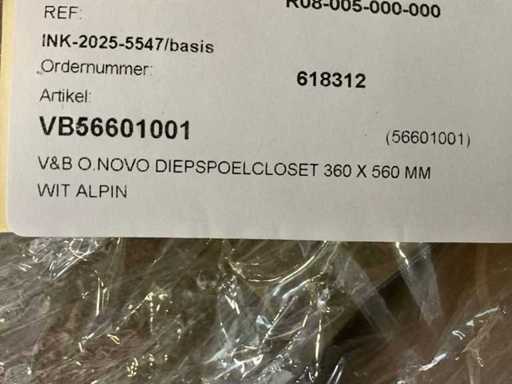 R08-005-000-000
REF:
INK-2025-5547/basis
Ordernummer:
618312
Artikel:
VB56601001 (56601001)
V&B O.NOVO DIEPSPOELCLOSET 360 X 560 MM
WIT ALPIN